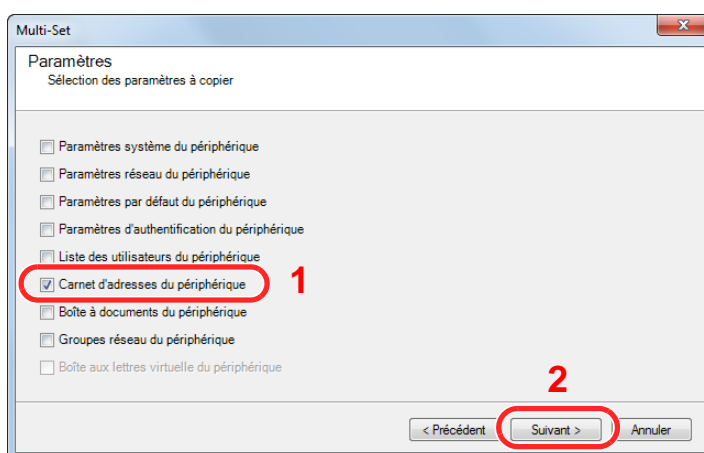 Multi-Set
Paramètres
Sélection des paramètres à copier
Paramètres système du périphérique
Paramètres réseau du périphérique
Paramètres par défaut du périphérique
Paramètres d'authentification du périphérique
Liste des utilisateurs du périphérique
Carnet d'adresses du périphérique 1
Boîte à documents du périphérique
Groupes réseau du périphérique
Boîte aux lettres virtuelle du périphérique
2
< Précédent Suivant > Annuler